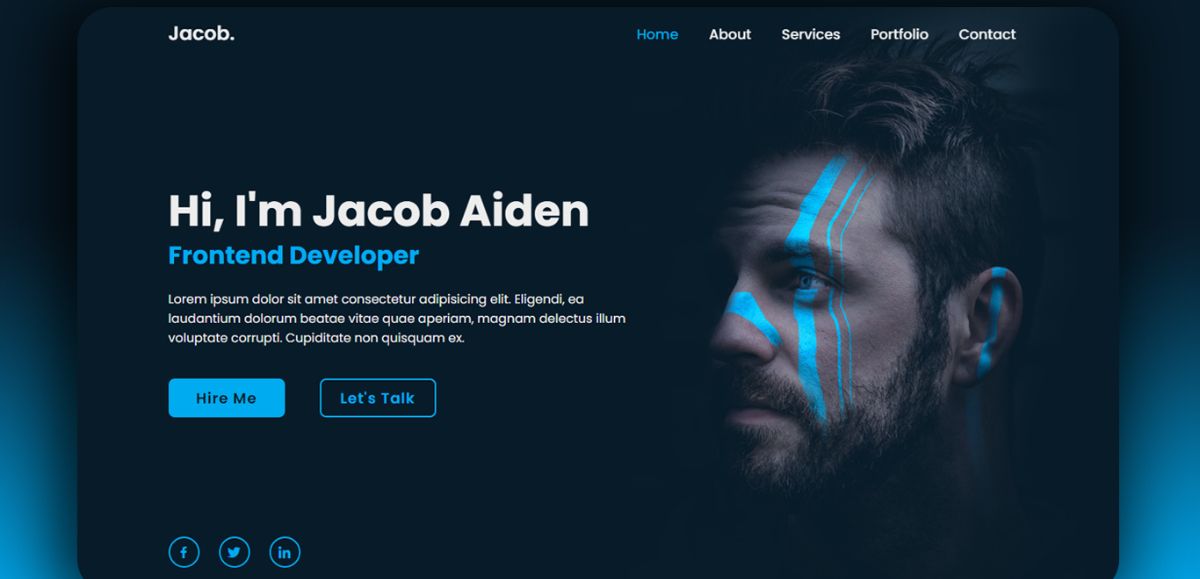 Jacob.
Home About Services Portfolio Contact
Hi, I'm Jacob Aiden
Frontend Developer
Lorem ipsum dolor sit amet consectetur adipisicing elit. Eligendi, ea
laudantium dolorum beatae vitae quae aperiam, magnam delectus illum
voluptate corrupti. Cupiditate non quisquam ex.
Hire Me
Let's Talk